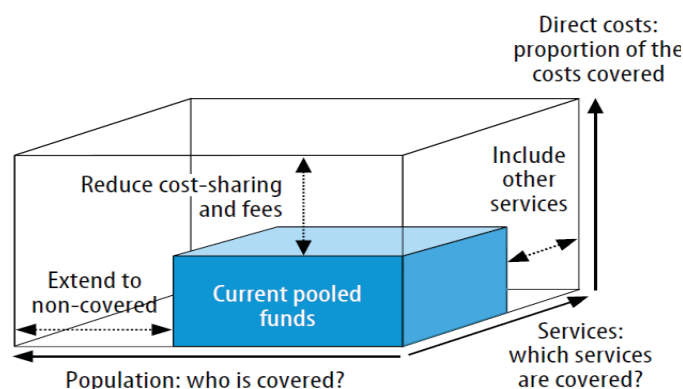 Direct costs:
proportion of the
costs covered
Include
other
services
Reduce cost-sharing
and fees
Extend to
non-covered
Current pooled
funds
Services:
which services
are covered?
Population: who is covered?